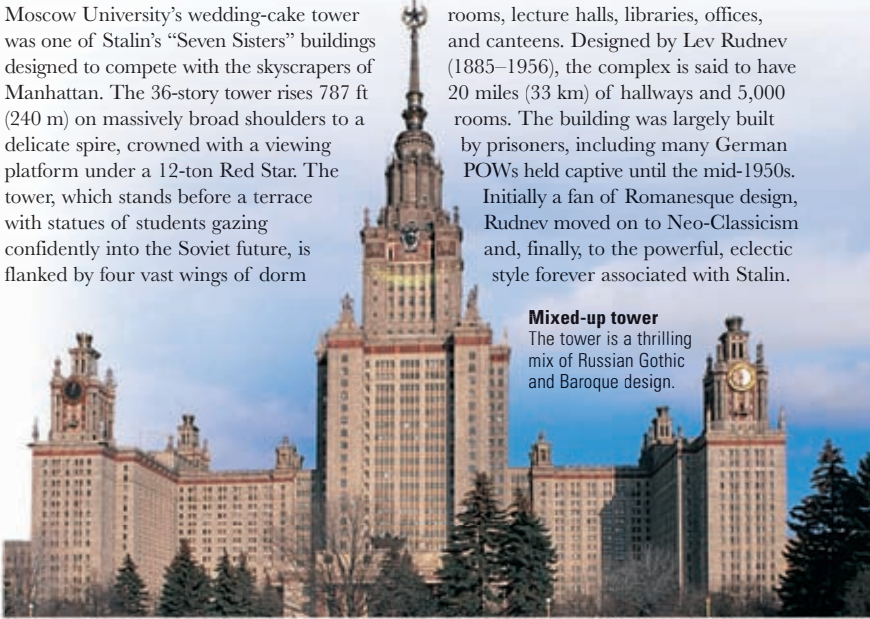 Moscow University’s wedding-cake tower
was one of Stalin’s “Seven Sisters” buildings
designed to compete with the skyscrapers of
Manhattan. The 36-story tower rises 787 ft
(240 m) on massively broad shoulders to a
delicate spire, crowned with a viewing
platform under a 12-ton Red Star. The
tower, which stands before a terrace
with statues of students gazing
confidently into the Soviet future, is
flanked by four vast wings of dorm
rooms, lecture halls, libraries, offices,
and canteens. Designed by Lev Rudnev
(1885–1956), the complex is said to have
20 miles (33 km) of hallways and 5,000
rooms. The building was largely built
by prisoners, including many German
POWs held captive until the mid-1950s.
Initially a fan of Romanesque design,
Rudnev moved on to Neo-Classicism
and, finally, to the powerful, eclectic
style forever associated with Stalin.
Mixed-up tower
The tower is a thrilling
mix of Russian Gothic
and Baroque design.